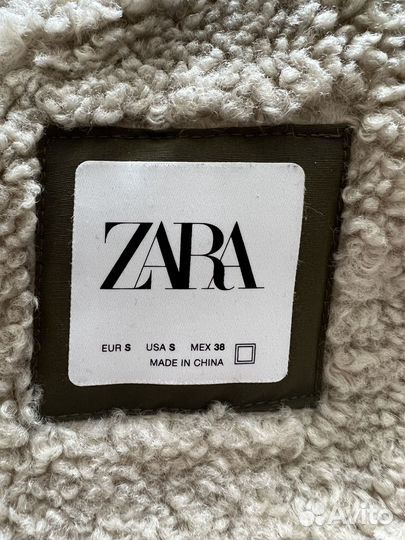 ZARA
EUR S USA S MEX 38
MADE IN CHINA
Avito